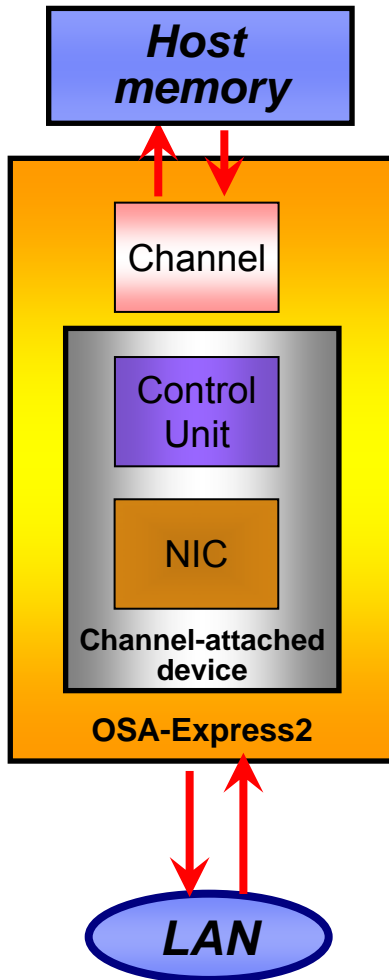 Host
memory
Channel
Control
Unit
NIC
Channel-attached
device
OSA-Express2
LAN